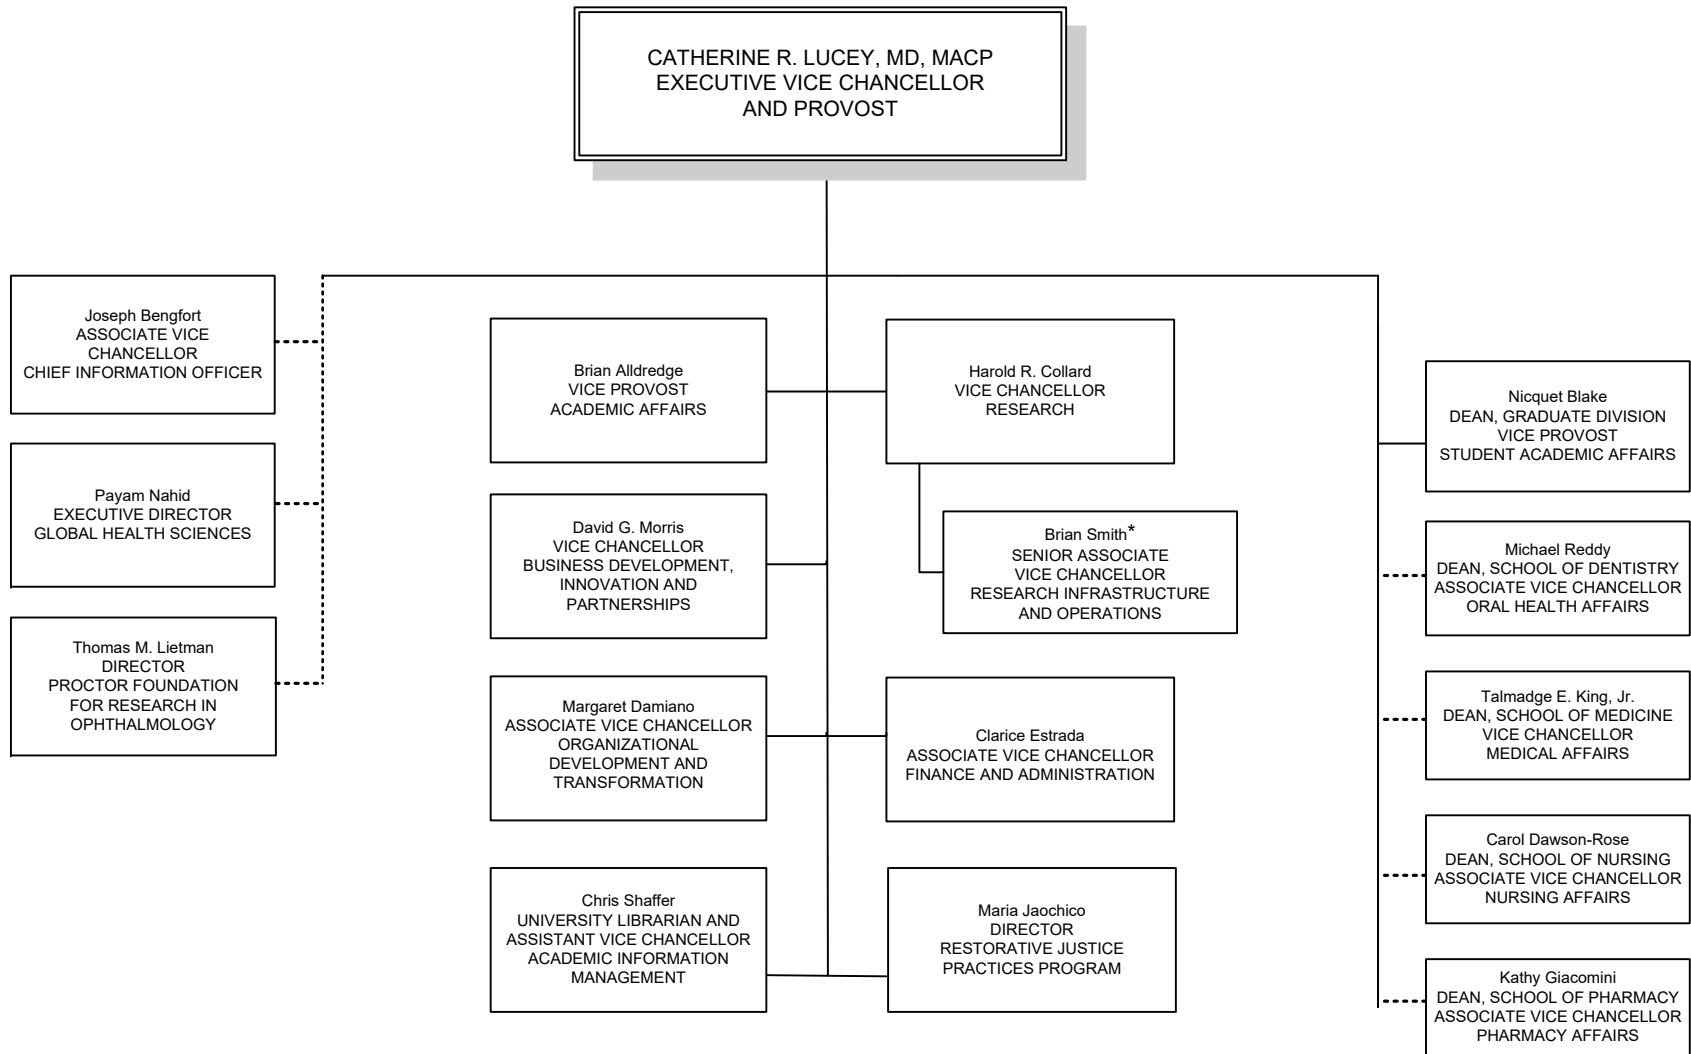 CATHERINE R. LUCEY, MD, MACP
EXECUTIVE VICE CHANCELLOR
AND PROVOST
Joseph Bengfort
ASSOCIATE VICE
CHANCELLOR
CHIEF INFORMATION OFFICER
Payam Nahid
EXECUTIVE DIRECTOR
GLOBAL HEALTH SCIENCES
Thomas M. Lietman
DIRECTOR
PROCTOR FOUNDATION
FOR RESEARCH IN
OPHTHALMOLOGY
Brian Alldredge
VICE PROVOST
ACADEMIC AFFAIRS
David G. Morris
VICE CHANCELLOR
BUSINESS DEVELOPMENT,
INNOVATION AND
PARTNERSHIPS
Margaret Damiano
ASSOCIATE VICE CHANCELLOR
ORGANIZATIONAL
DEVELOPMENT AND
TRANSFORMATION
Chris Shaffer
UNIVERSITY LIBRARIAN AND
ASSISTANT VICE CHANCELLOR
ACADEMIC INFORMATION
MANAGEMENT
Harold R. Collard
VICE CHANCELLOR
RESEARCH
Brian Smith*
SENIOR ASSOCIATE
VICE CHANCELLOR
RESEARCH INFRASTRUCTURE
AND OPERATIONS
Clarice Estrada
ASSOCIATE VICE CHANCELLOR
FINANCE AND ADMINISTRATION
Maria Jaochico
DIRECTOR
RESTORATIVE JUSTICE
PRACTICES PROGRAM
Nicquet Blake
DEAN, GRADUATE DIVISION
VICE PROVOST
STUDENT ACADEMIC AFFAIRS
Michael Reddy
DEAN, SCHOOL OF DENTISTRY
ASSOCIATE VICE CHANCELLOR
ORAL HEALTH AFFAIRS
Talmadge E. King, Jr.
DEAN, SCHOOL OF MEDICINE
VICE CHANCELLOR
MEDICAL AFFAIRS
Carol Dawson-Rose
DEAN, SCHOOL OF NURSING
ASSOCIATE VICE CHANCELLOR
NURSING AFFAIRS
Kathy Giacomini
DEAN, SCHOOL OF PHARMACY
ASSOCIATE VICE CHANCELLOR
PHARMACY AFFAIRS